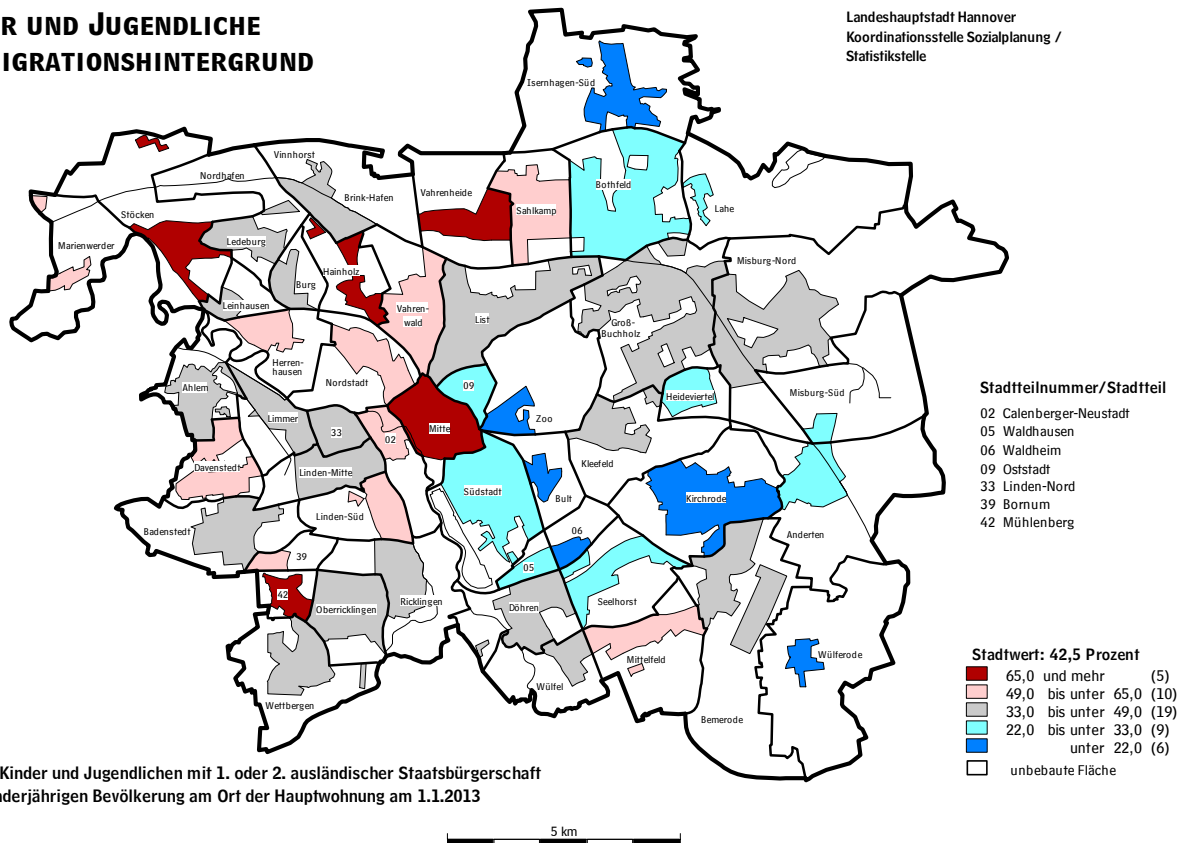 R UND JUGENDLICHE
IGRATIONSHINTERGRUND
Landeshauptstadt Hannover
Koordinationsstelle Sozialplanung /
Statistikstelle
Isernhagen-Süd
Vinnhorst
Nordhafen
Brink-Hafen
Vahrenheide
Sahlkamp
Bothfeld
Lahe
Stöcken
Marienwerder
Ledeburg
Hainholz
Burg
Leinhausen
Misburg-Nord
Vahren-
wald
List
Groß-
Buchholz
Herren-
hausen
Nordstadt
Ahlem
09
Zoo
Heideviertel
Misburg-Süd
Limmer
33
02
Mitte
Davenstedt
Linden-Mitte
Kleefeld
Südstadt
Bult
Kirchrode
Linden-Süd
Badenstedt
39
06
Anderten
05
42
Oberricklingen
Ricklingen
Döhren
Seelhorst
Mittelfeld
Wülferode
Wülfel
Wettbergen
Bemerode
Stadtteilnummer/Stadtteil
02 Calenberger-Neustadt
05 Waldhausen
06 Waldheim
09 Oststadt
33 Linden-Nord
39 Bornum
42 Mühlenberg
Stadtwert: 42,5 Prozent
65,0 und mehr (5)
49,0 bis unter 65,0 (10)
33,0 bis unter 49,0 (19)
22,0 bis unter 33,0 (9)
unter 22,0 (6)
unbebaute Fläche
Kinder und Jugendlichen mit 1. oder 2. ausländischer Staatsbürgerschaft
nderjährigen Bevölkerung am Ort der Hauptwohnung am 1.1.2013
5 km